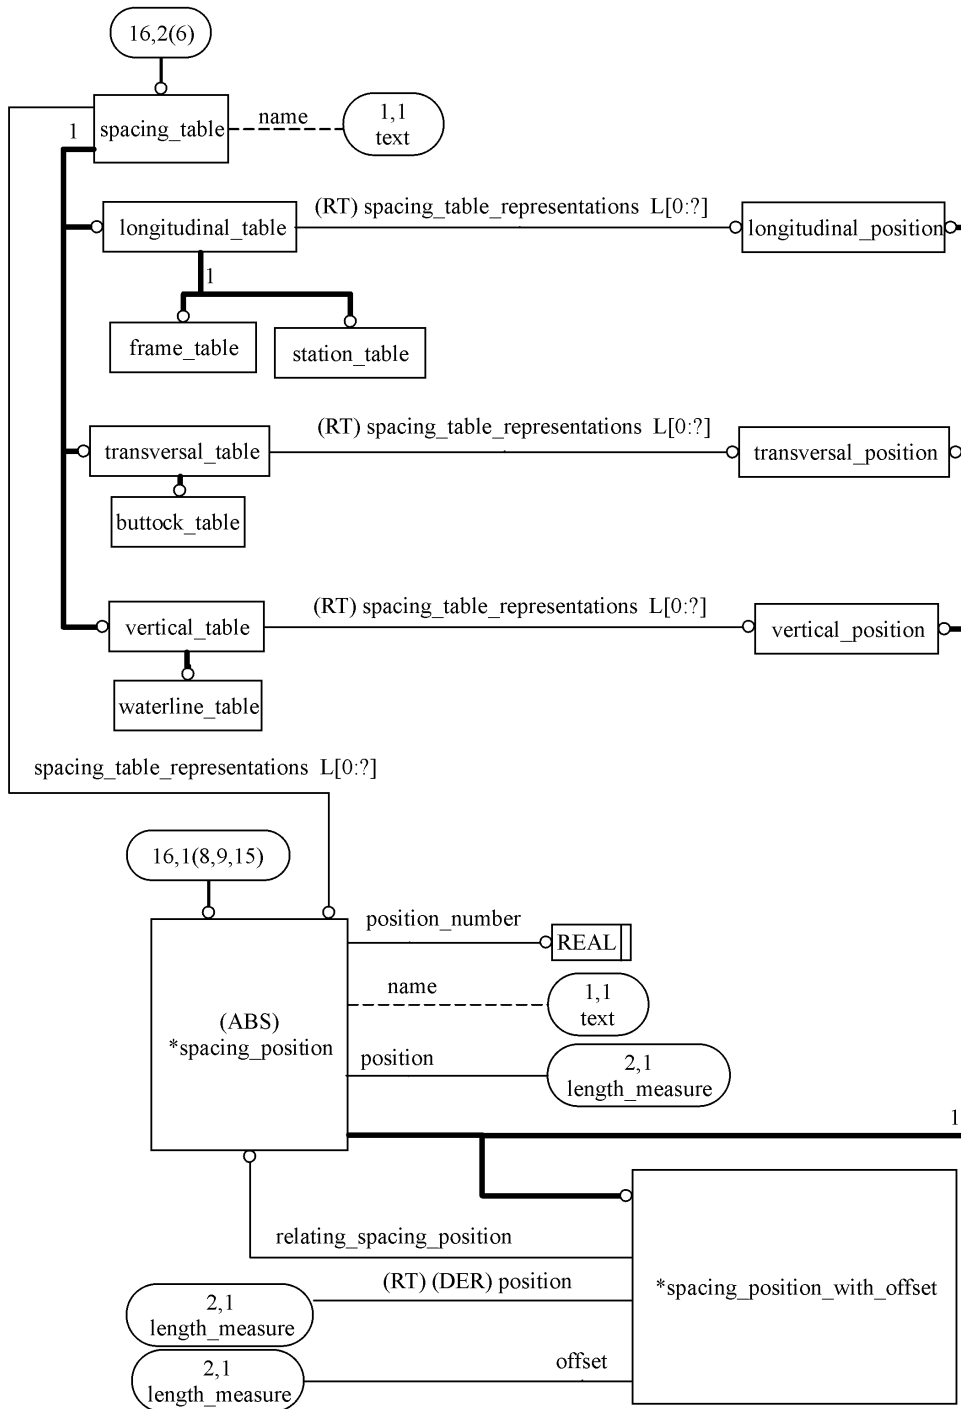 16,2(6)
spacing_table
name
1,1
text
1
longitudinal_table
(RT) spacing_table_representations L[0:?]
longitudinal_position
1
frame_table
station_table
transversal_table
(RT) spacing_table_representations L[0:?]
transversal_position
buttock_table
vertical_table
(RT) spacing_table_representations L[0:?]
vertical_position
waterline_table
spacing_table_representations L[0:?]
16,1(8,9,15)
(ABS)
*spacing_position
position_number
REAL
name
1,1
text
position
2,1
length_measure
1
relating_spacing_position
(RT) (DER) position
2,1
length_measure
*spacing_position_with_offset
offset
2,1
length_measure